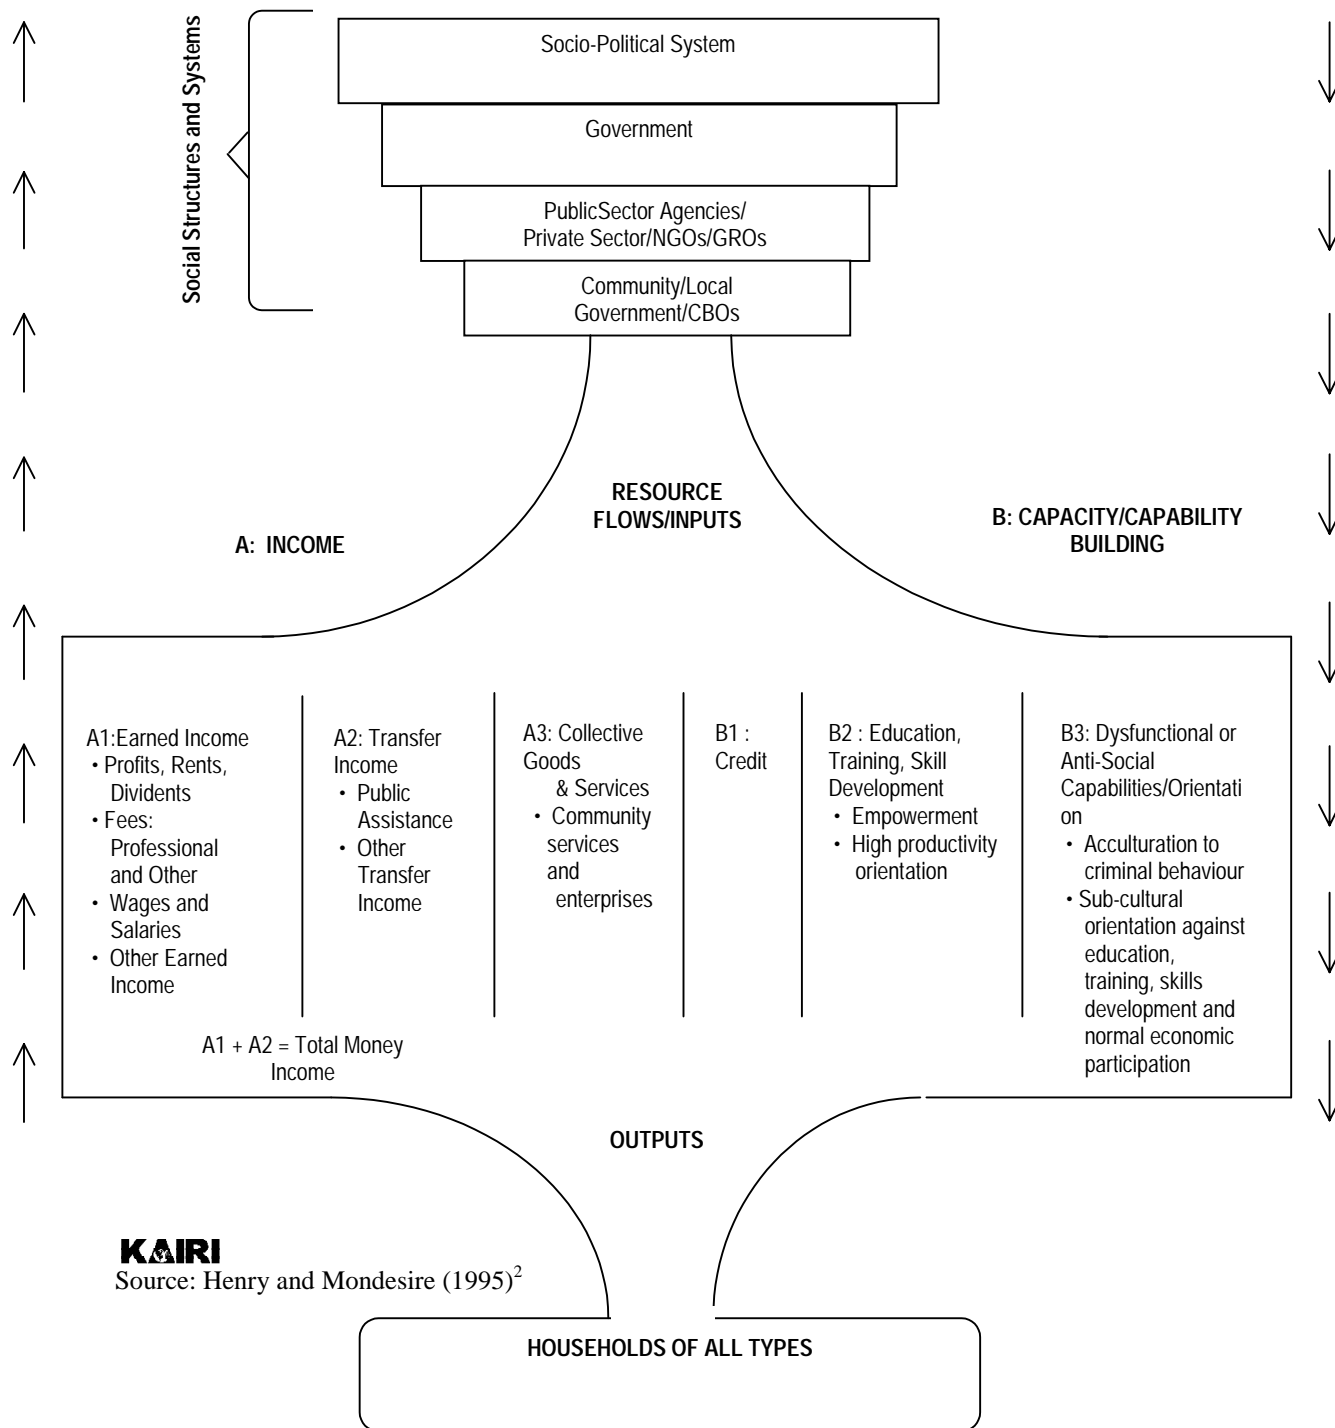 Social Structures and Systems
Socio-Political System
Government
PublicSector Agencies/
Private Sector/NGOs/GROs
Community/Local
Government/CBOs
RESOURCE
FLOWS/INPUTS
A: INCOME
B: CAPACITY/CAPABILITY
BUILDING
A1:Earned Income
• Profits, Rents,
Dividents
• Fees:
Professional
and Other
• Wages and
Salaries
• Other Earned
Income
A2: Transfer
Income
• Public
Assistance
• Other
Transfer
Income
A1 + A2 = Total Money
Income
A3: Collective
Goods
& Services
• Community
services
and
enterprises
B1 :
Credit
B2 : Education,
Training, Skill
Development
• Empowerment
• High productivity
orientation
B3: Dysfunctional or
Anti-Social
Capabilities/Orientati
on
• Acculturation to
criminal behaviour
• Sub-cultural
orientation against
education,
training, skills
development and
normal economic
participation
OUTPUTS
KAIRI
Source: Henry and Mondesire (1995)2
HOUSEHOLDS OF ALL TYPES